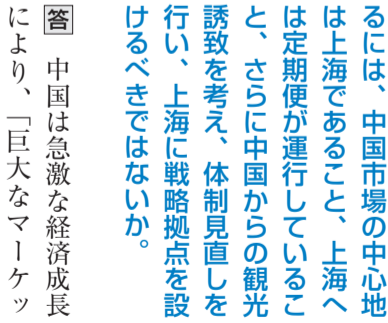 るには、中国市場の中心地
は上海であること、上海へ
は定期便が運行しているこ
と、さらに中国からの観光
誘致を考え、体制見直しを
行い、上海に戦略拠点を設
けるべきではないか。
答 中国は急激な経済成長
により、「巨大なマーケッ